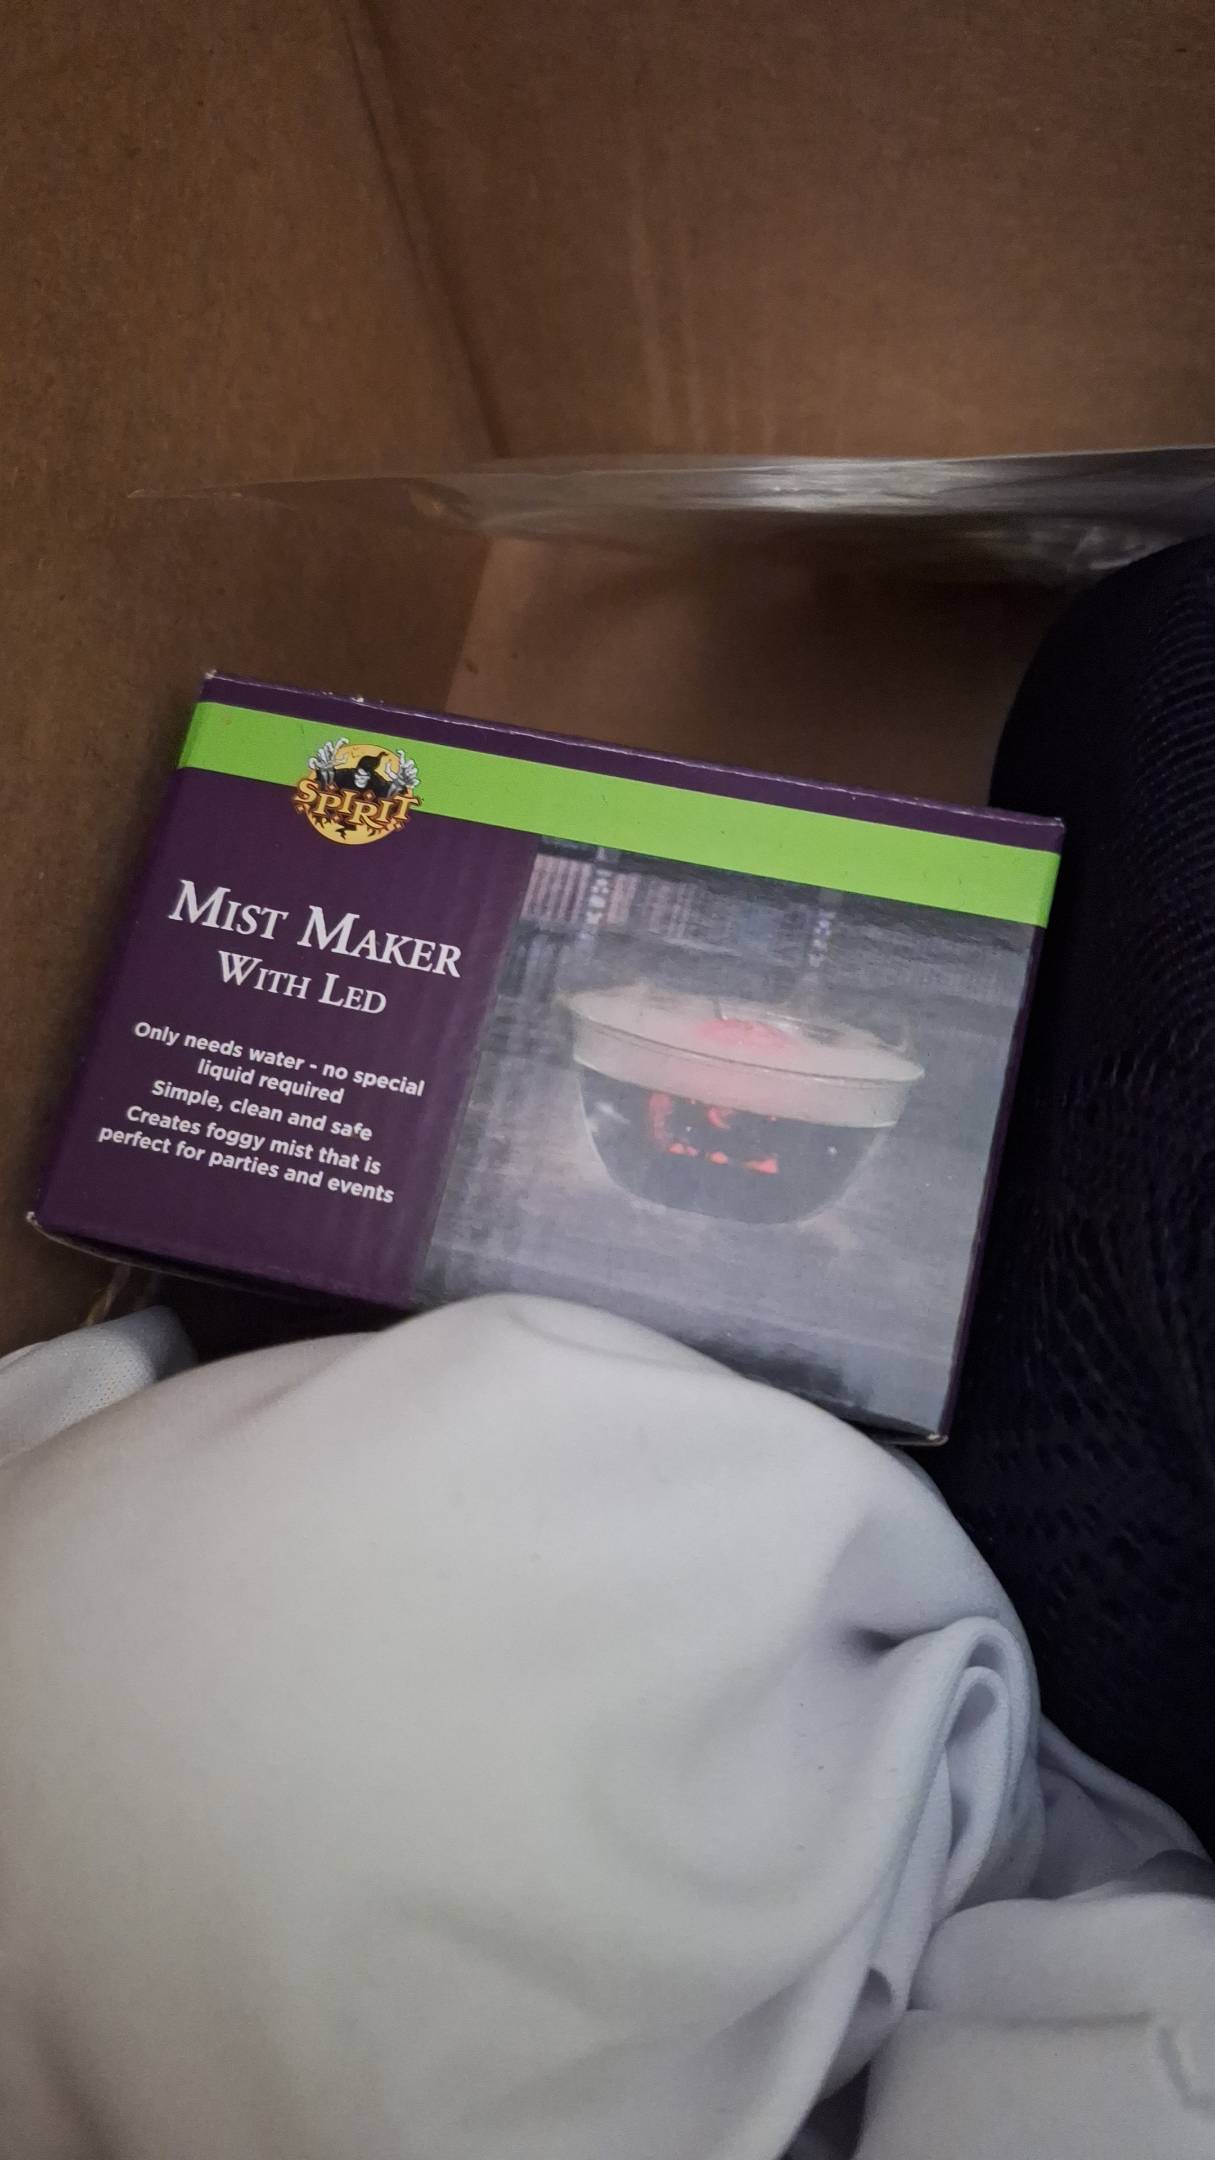 SPIRIT
MIST MAKER
WITH LED
Only needs water - no special
liquid required
Simple, clean and safe
Creates foggy mist that is
perfect for parties and events